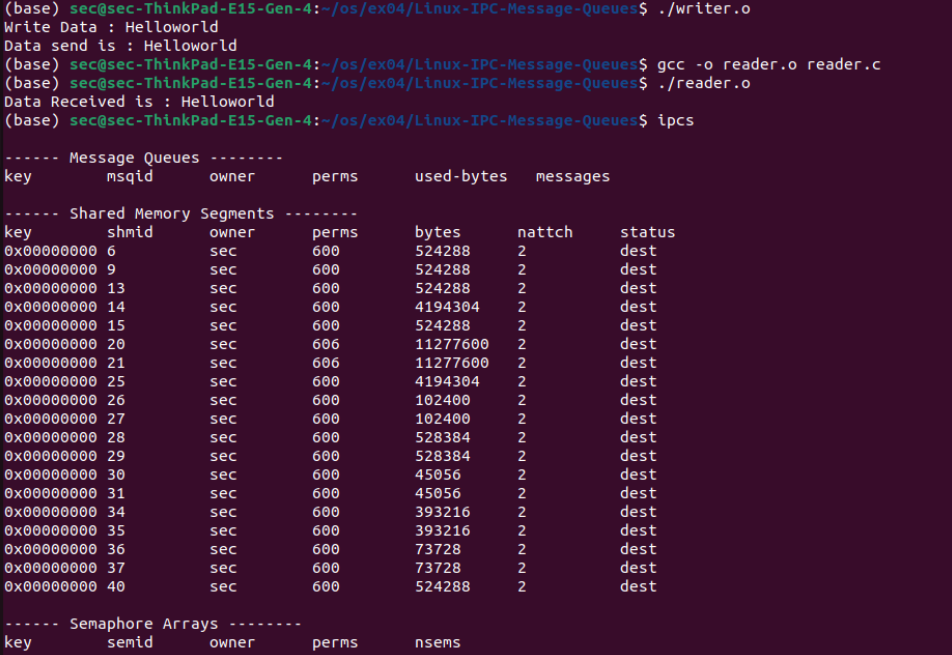 (base) sec@sec-ThinkPad-E15-Gen-4:~/os/ex04/Linux-IPC-Message-Queues$ ./writer.o
Write Data : Helloworld
Data send is : Helloworld
(base) sec@sec-ThinkPad-E15-Gen-4:~/os/ex04/Linux-IPC-Message-Queues$ gcc -o reader.o reader.c
(base) sec@sec-ThinkPad-E15-Gen-4:~/os/ex04/Linux-IPC-Message-Queues$ ./reader.o
Data Received is : Helloworld
(base) sec@sec-ThinkPad-E15-Gen-4:~/os/ex04/Linux-IPC-Message-Queues$ ipcs
------ Message Queues --------
key        msqid      owner      perms      used-bytes   messages
------ Shared Memory Segments --------
key        shmid      owner      perms      bytes      nattch     status
0x00000000 6          sec        600        524288     2          dest
0x00000000 9          sec        600        524288     2          dest
0x00000000 13         sec        600        524288     2          dest
0x00000000 14         sec        600        4194304    2          dest
0x00000000 15         sec        600        524288     2          dest
0x00000000 20         sec        606        11277600   2          dest
0x00000000 21         sec        606        11277600   2          dest
0x00000000 25         sec        600        4194304    2          dest
0x00000000 26         sec        600        102400     2          dest
0x00000000 27         sec        600        102400     2          dest
0x00000000 28         sec        600        528384     2          dest
0x00000000 29         sec        600        528384     2          dest
0x00000000 30         sec        600        45056      2          dest
0x00000000 31         sec        600        45056      2          dest
0x00000000 34         sec        600        393216     2          dest
0x00000000 35         sec        600        393216     2          dest
0x00000000 36         sec        600        73728      2          dest
0x00000000 37         sec        600        73728      2          dest
0x00000000 40         sec        600        524288     2          dest
------ Semaphore Arrays --------
key        semid      owner      perms      nsems